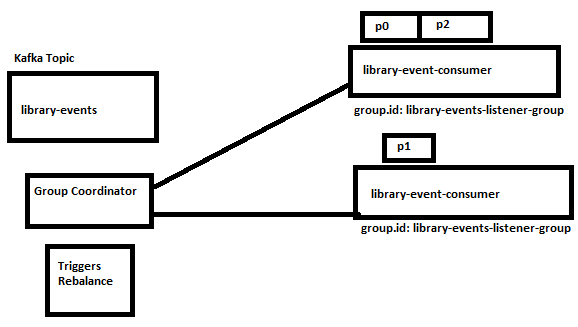 p0
p2
Kafka Topic
library-events
library-event-consumer
group.id: library-events-listener-group
p1
Group Coordinator
library-event-consumer
group.id: library-events-listener-group
Triggers
Rebalance